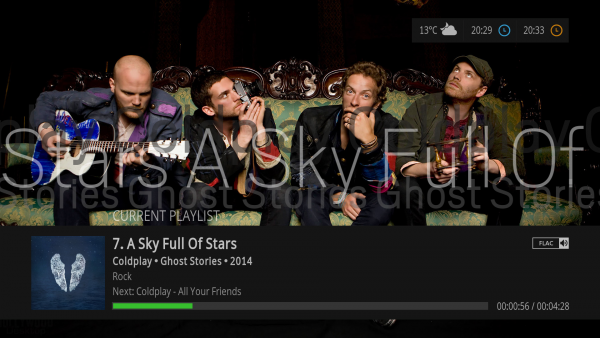 13°C 20:29 20:33
Stars A Sky Full Of
Stories Ghost Stories Ghost Stories
CURRENT PLAYLIST
7. A Sky Full Of Stars
FLAC
Coldplay • Ghost Stories • 2014
Rock
Next: Coldplay - All Your Friends
00:00:56 / 00:04:28